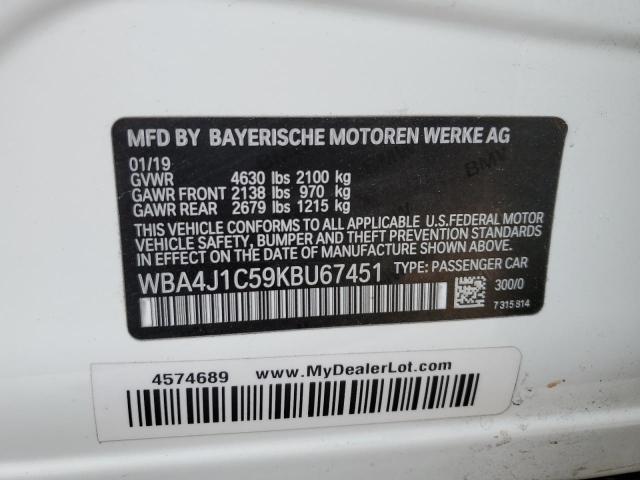 MFD BY BAYERISCHE MOTOREN WERKE AG
01/19
GVWR 4630 lbs 2100 kg
GAWR FRONT 2138 lbs 970 kg
GAWR REAR 2679 lbs 1215 kg
THIS VEHICLE CONFORMS TO ALL APPLICABLE U.S.FEDERAL MOTOR
VEHICLE SAFETY, BUMPER AND THEFT PREVENTION STANDARDS
IN EFFECT ON THE DATE OF MANUFACTURE SHOWN ABOVE.
WBA4J1C59KBU67451 TYPE: PASSENGER CAR
300/0
7315814
4574689 www.MyDealerLot.com